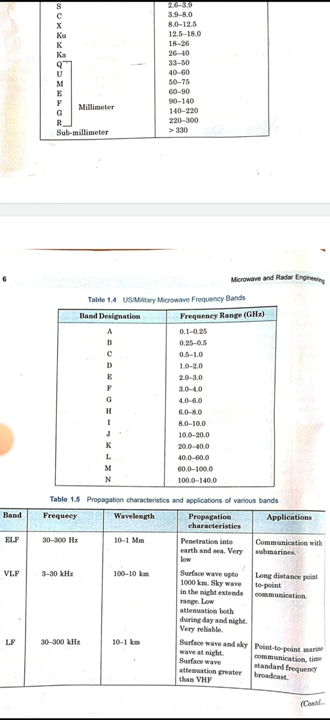 S 2.6–3.9
C 3.9–8.0
X 8.0–12.5
Ku 12.5–18.0
K 18–26
Ka 26–40
Q 33–50
U 40–60
M 50–75
E 60–90
F Millimeter 90–140
G 140–220
R 220–300
Sub-millimeter > 330
6 Microwave and Radar Engineering
Table 1.4 US/Military Microwave Frequency Bands
Band Designation Frequency Range (GHz)
A 0.1–0.25
B 0.25–0.5
C 0.5–1.0
D 1.0–2.0
E 2.0–3.0
F 3.0–4.0
G 4.0–6.0
H 6.0–8.0
I 8.0–10.0
J 10.0–20.0
K 20.0–40.0
L 40.0–60.0
M 60.0–100.0
N 100.0–140.0
Table 1.5 Propagation characteristics and applications of various bands
Band Frequecy Wavelength Propagation characteristics Applications
ELF 30–300 Hz 10–1 Mm Penetration into Communication with
earth and sea. Very submarines.
low
VLF 3–30 kHz 100–10 km Surface wave upto Long distance point
1000 km. Sky wave to-point
in the night extends communication.
range. Low
attenuation both
during day and night.
Very reliable.
LF 30–300 kHz 10–1 km Surface wave and sky Point-to-point marine
wave at night. communication, time
Surface wave standard frequency
attenuation greater broadcast.
than VHF
(Contd...